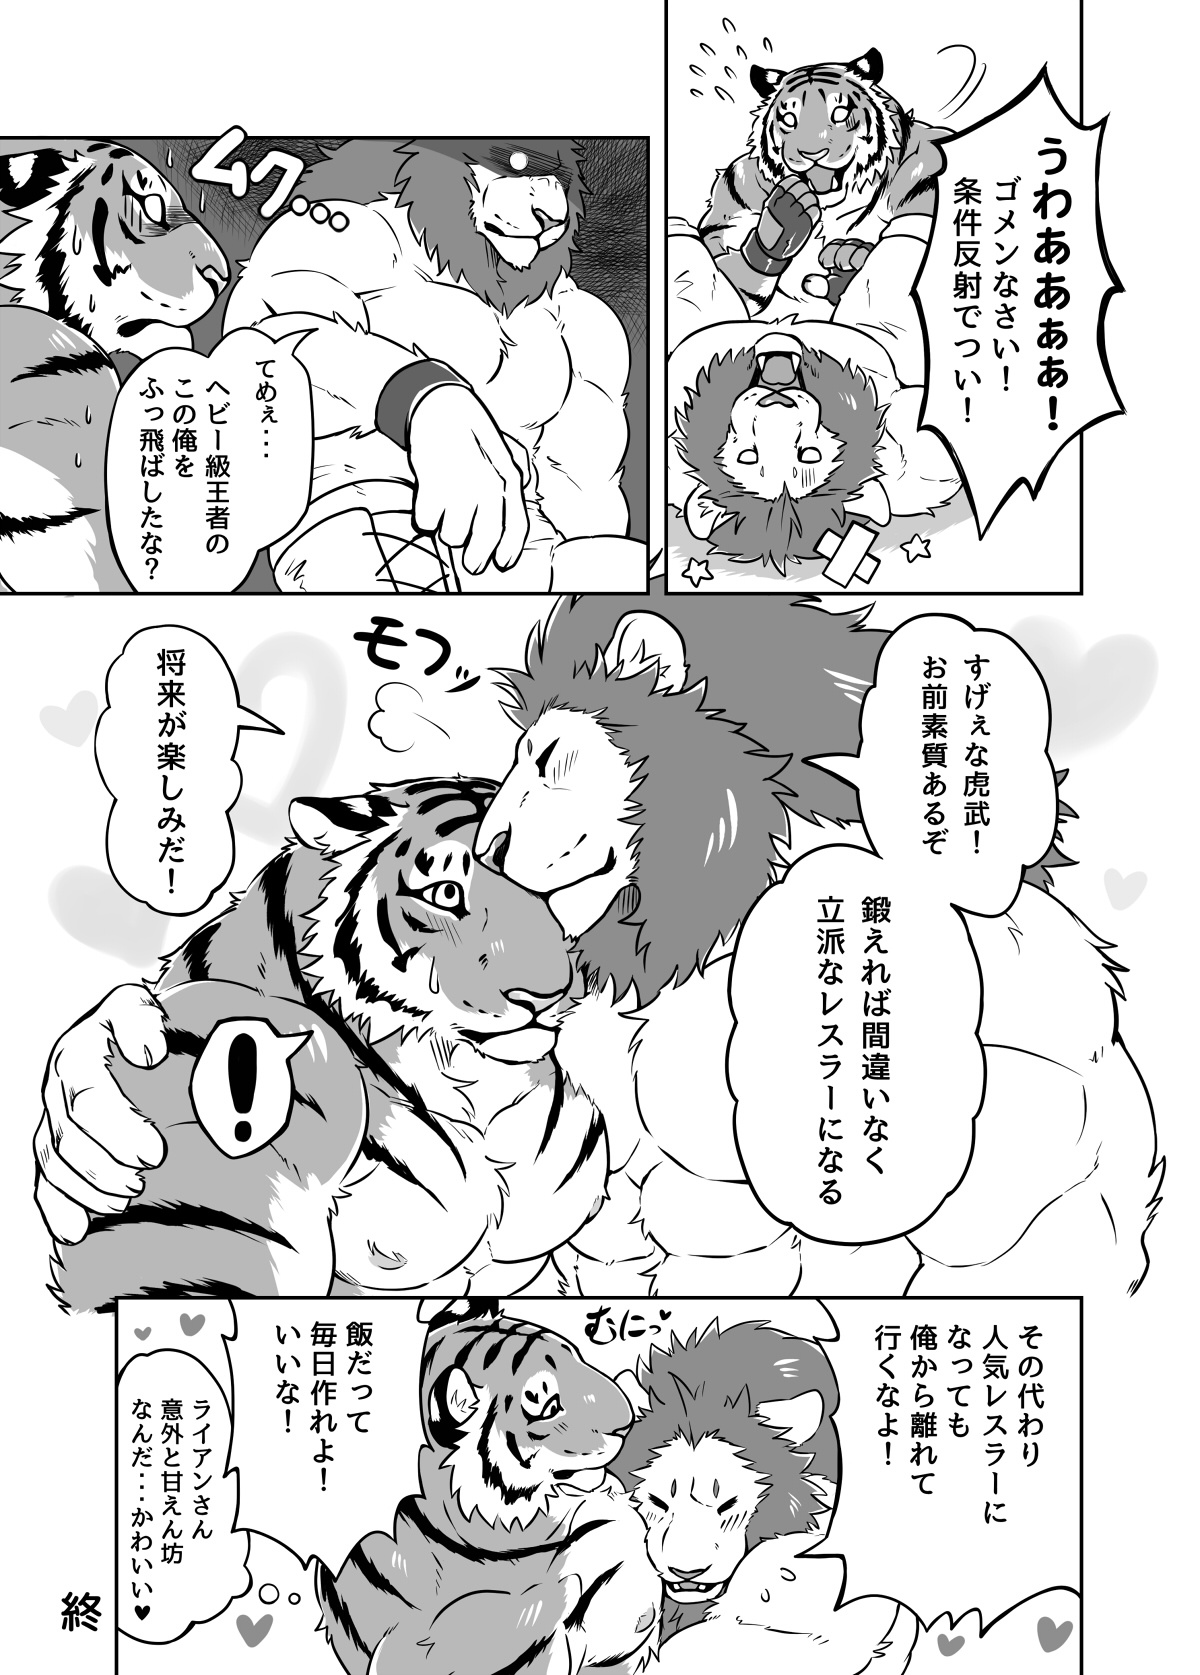 うわあああぁぁ！
ゴメンなさい！
条件反射でつい！
ムク・・・
てめぇ・・・
ヘビー級王者の
この俺を
ふっ飛ばしたな？
すげぇな虎武！
お前素質あるぞ
鍛えれば間違いなく
立派なレスラーになる
モフッ
将来が楽しみだ！
！
その代わり
人気レスラーに
なっても
俺から離れて
行くなよ！
むにっ♥
飯だって
毎日作れよ！
いいな！
ライアンさん
意外と甘えん坊
なんだ・・・かわいい♥
終